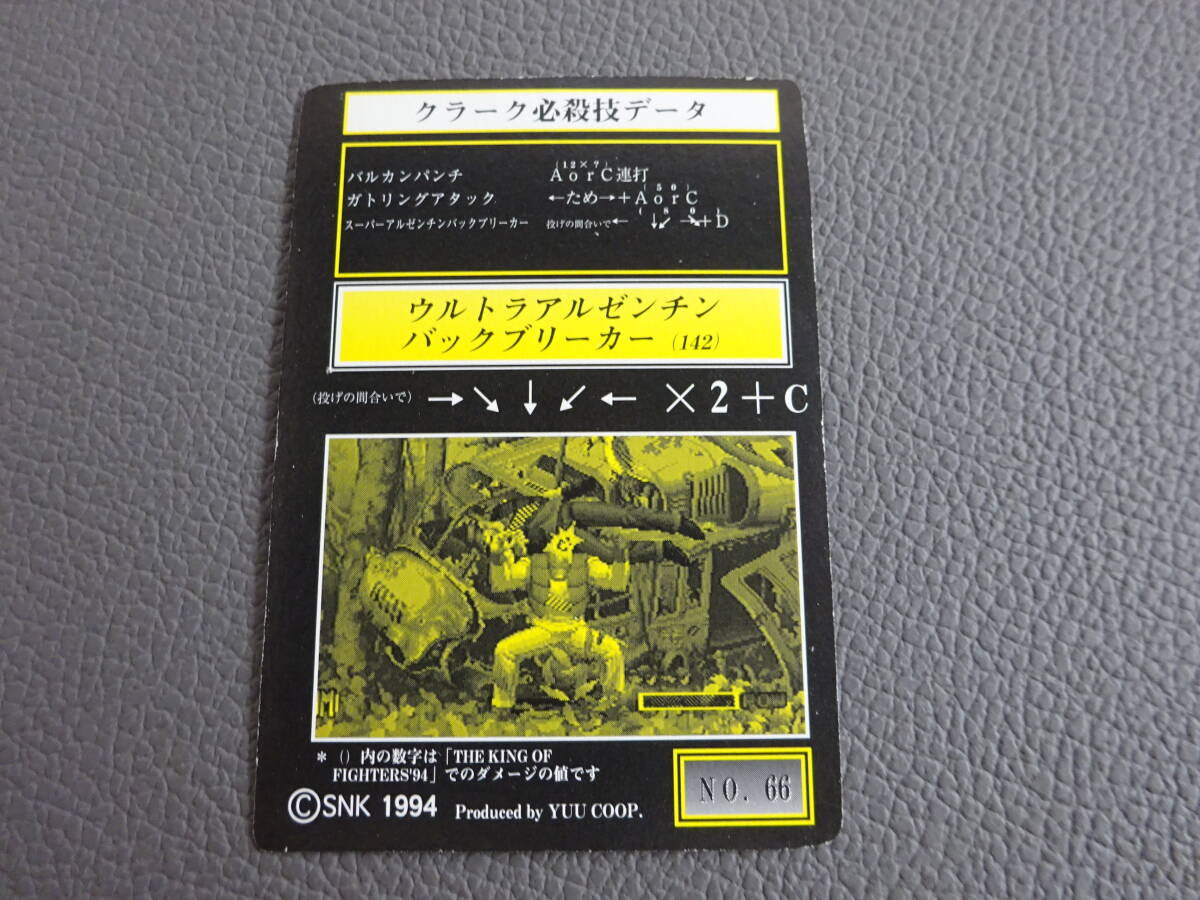 クラーク必殺技データ
(12×7)
バルカンパンチ AorC連打
(50)
ガトリングアタック ←ため→+AorC
(80)
スーパーアルゼンチンバックブリーカー 投げの間合いで←↙↓↘→+D
ウルトラアルゼンチン
バックブリーカー (142)
(投げの間合いで) →↘↓↙← ×2+C
POW
* () 内の数字は「THE KING OF
FIGHTERS'94」でのダメージの値です
©SNK 1994 Produced by YUU COOP.
NO. 66